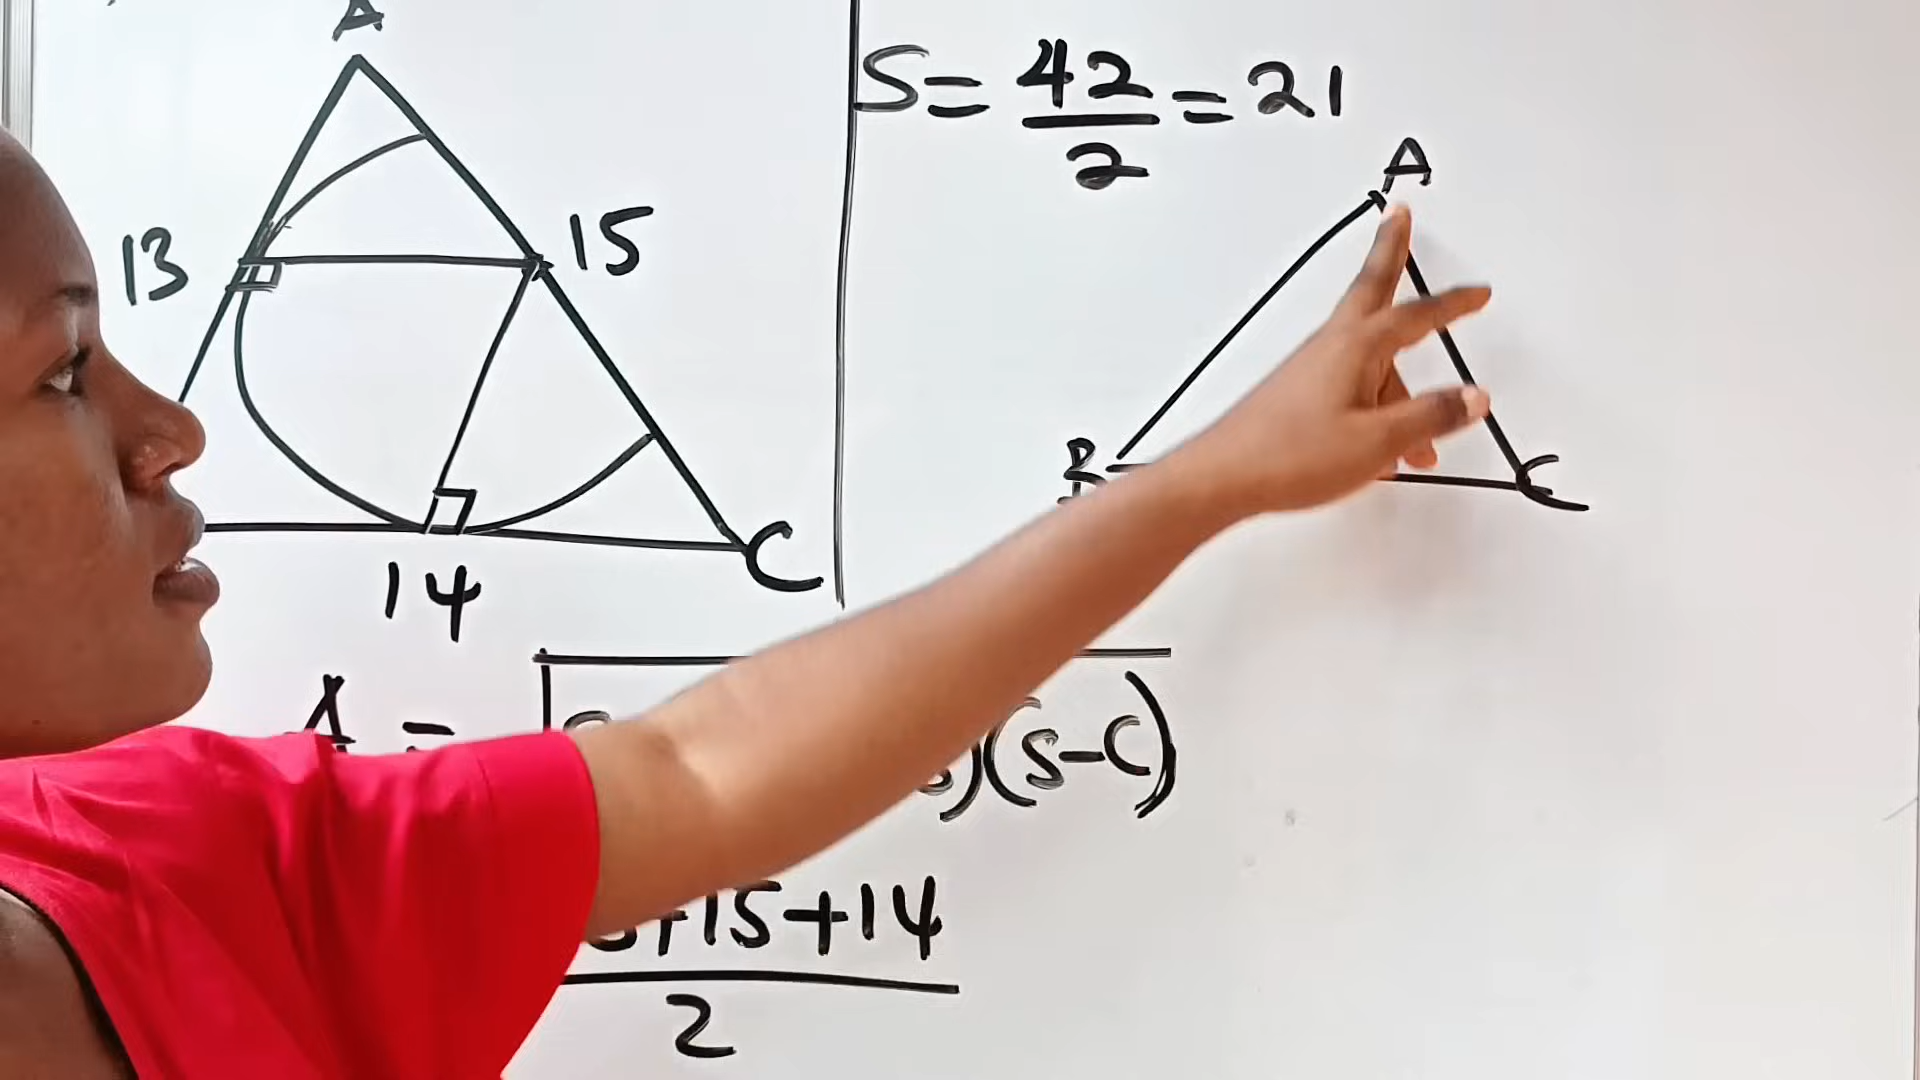 A
13
15
14
C
S = 42/2 = 21
A
B
C
A = √ )(s-C)
+15+14
2